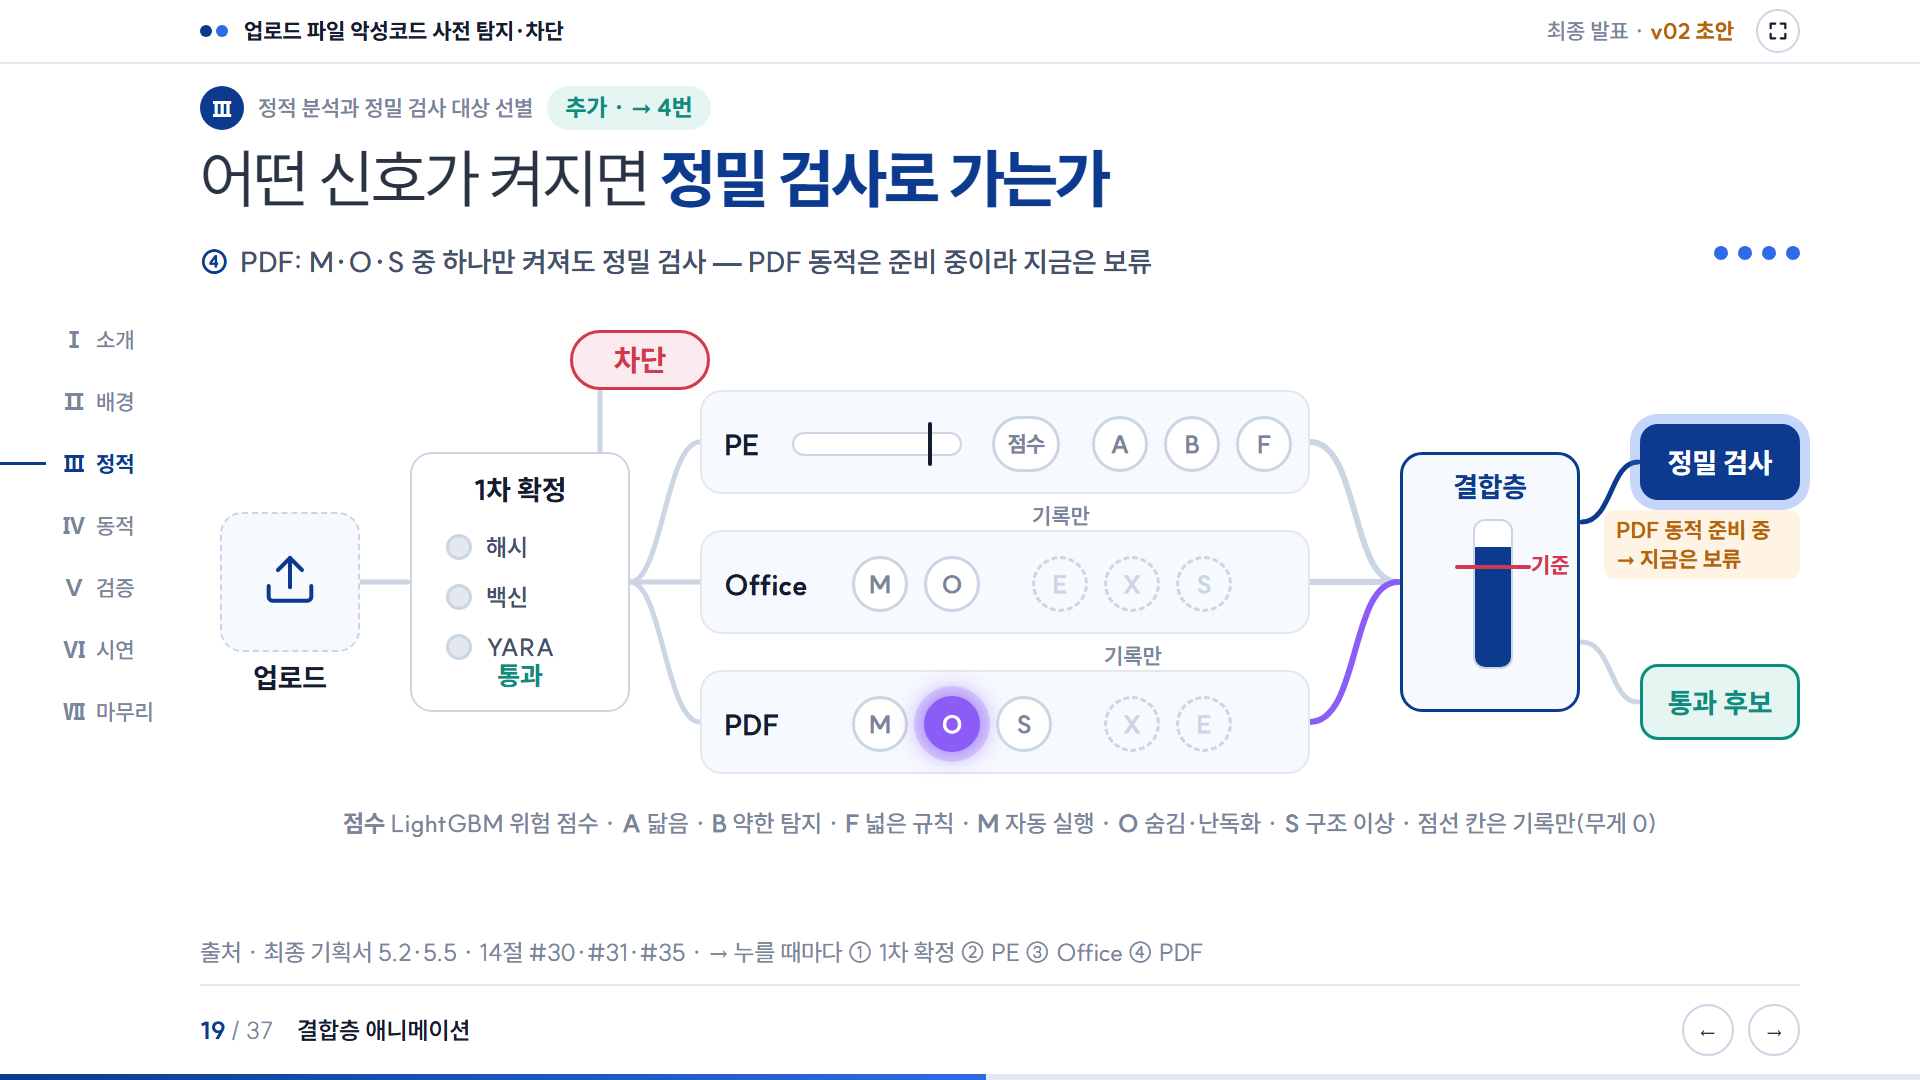 업로드 파일 악성코드 사전 탐지·차단
최종 발표 · v02 초안
Ⅲ 정적 분석과 정밀 검사 대상 선별 추가 · → 4번
어떤 신호가 켜지면 정밀 검사로 가는가
④ PDF: M·O·S 중 하나만 켜져도 정밀 검사 — PDF 동적은 준비 중이라 지금은 보류
Ⅰ 소개
Ⅱ 배경
Ⅲ 정적
Ⅳ 동적
Ⅴ 검증
Ⅵ 시연
Ⅶ 마무리
업로드
차단
1차 확정
해시
백신
YARA
통과
PE 점수 A B F
기록만
Office M O E X S
기록만
PDF M O S X E
결합층
기준
정밀 검사
PDF 동적 준비 중
→ 지금은 보류
통과 후보
점수 LightGBM 위험 점수 · A 닮음 · B 약한 탐지 · F 넓은 규칙 · M 자동 실행 · O 숨김·난독화 · S 구조 이상 · 점선 칸은 기록만(무게 0)
출처 · 최종 기획서 5.2·5.5 · 14절 #30·#31·#35 · → 누를 때마다 ① 1차 확정 ② PE ③ Office ④ PDF
19 / 37 결합층 애니메이션
← →